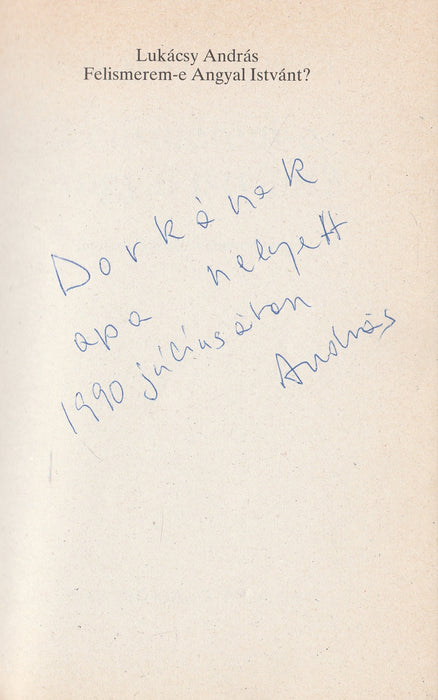 Lukácsy András
Felismerem-e Angyal Istvánt?
Dorkának
apa helyett
1990 júliusában
András